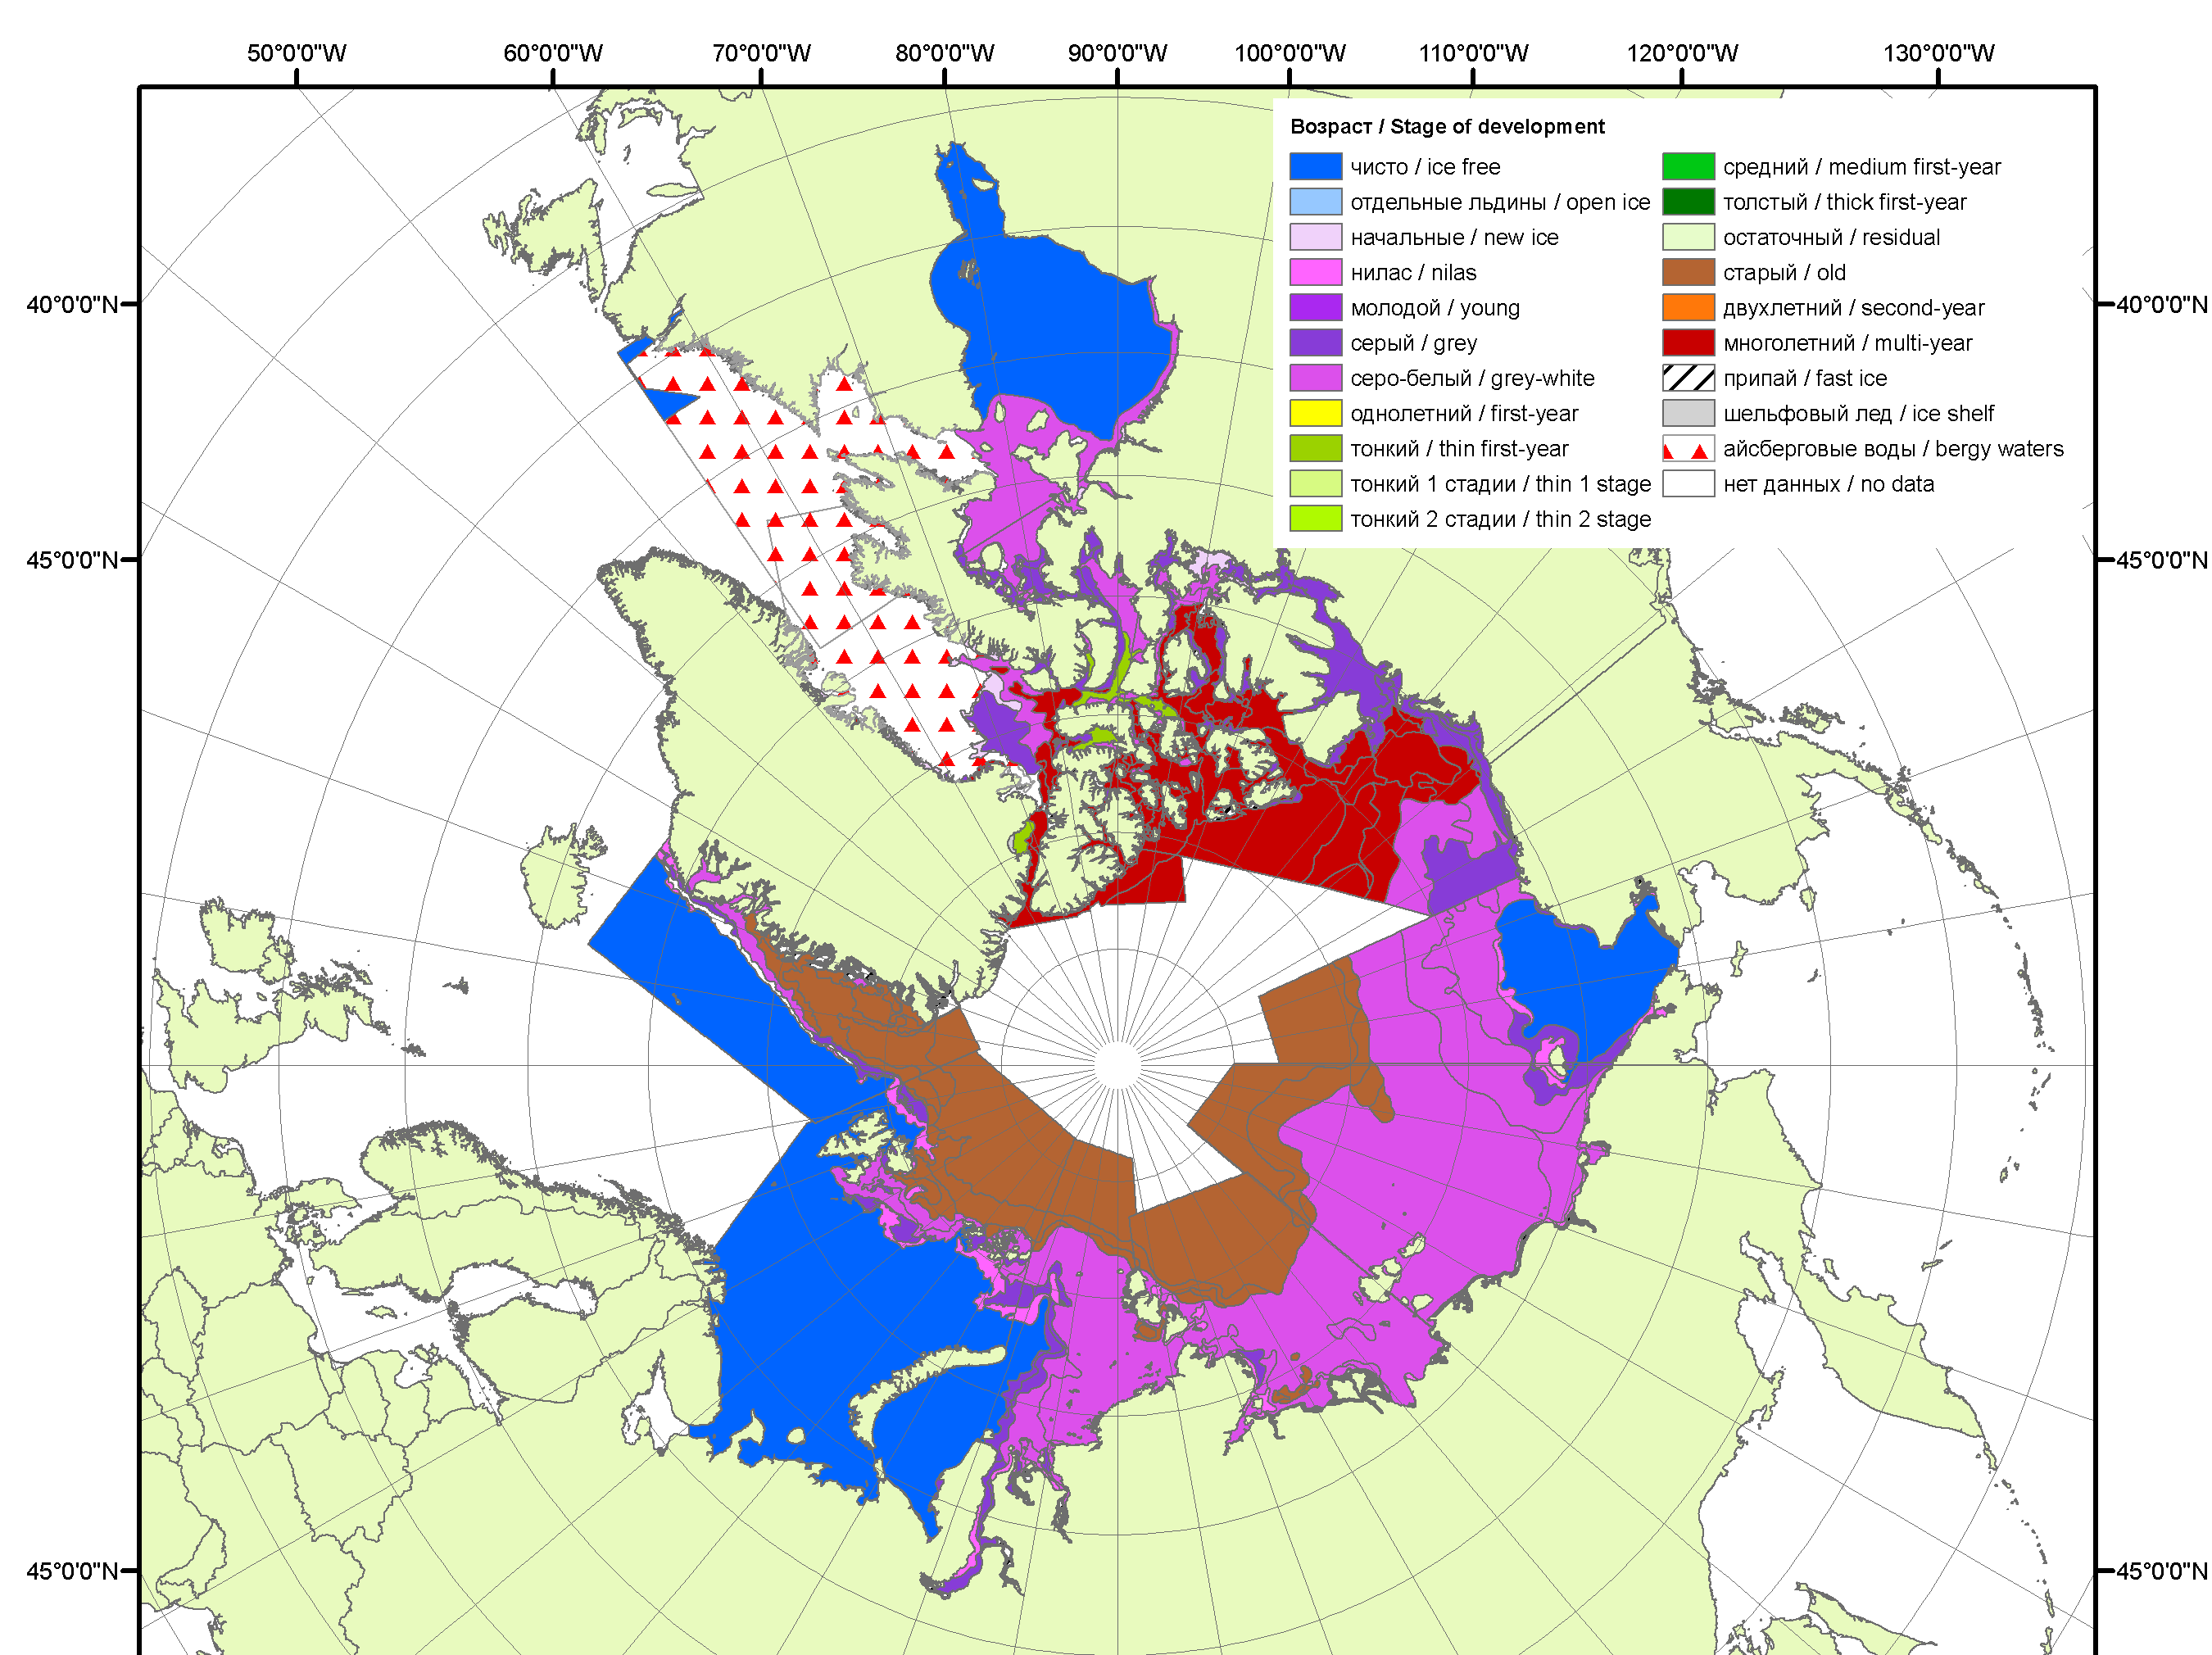 50°0'0"W 60°0'0"W 70°0'0"W 80°0'0"W 90°0'0"W 100°0'0"W 110°0'0"W 120°0'0"W 130°0'0"W
Возраст / Stage of development
чисто / ice free
отдельные льдины / open ice
начальные / new ice
нилас / nilas
молодой / young
серый / grey
серо-белый / grey-white
однолетний / first-year
тонкий / thin first-year
тонкий 1 стадии / thin 1 stage
тонкий 2 стадии / thin 2 stage
средний / medium first-year
толстый / thick first-year
остаточный / residual
старый / old
двухлетний / second-year
многолетний / multi-year
припай / fast ice
шельфовый лед / ice shelf
айсберговые воды / bergy waters
нет данных / no data
40°0'0"N 40°0'0"N
45°0'0"N 45°0'0"N
45°0'0"N 45°0'0"N